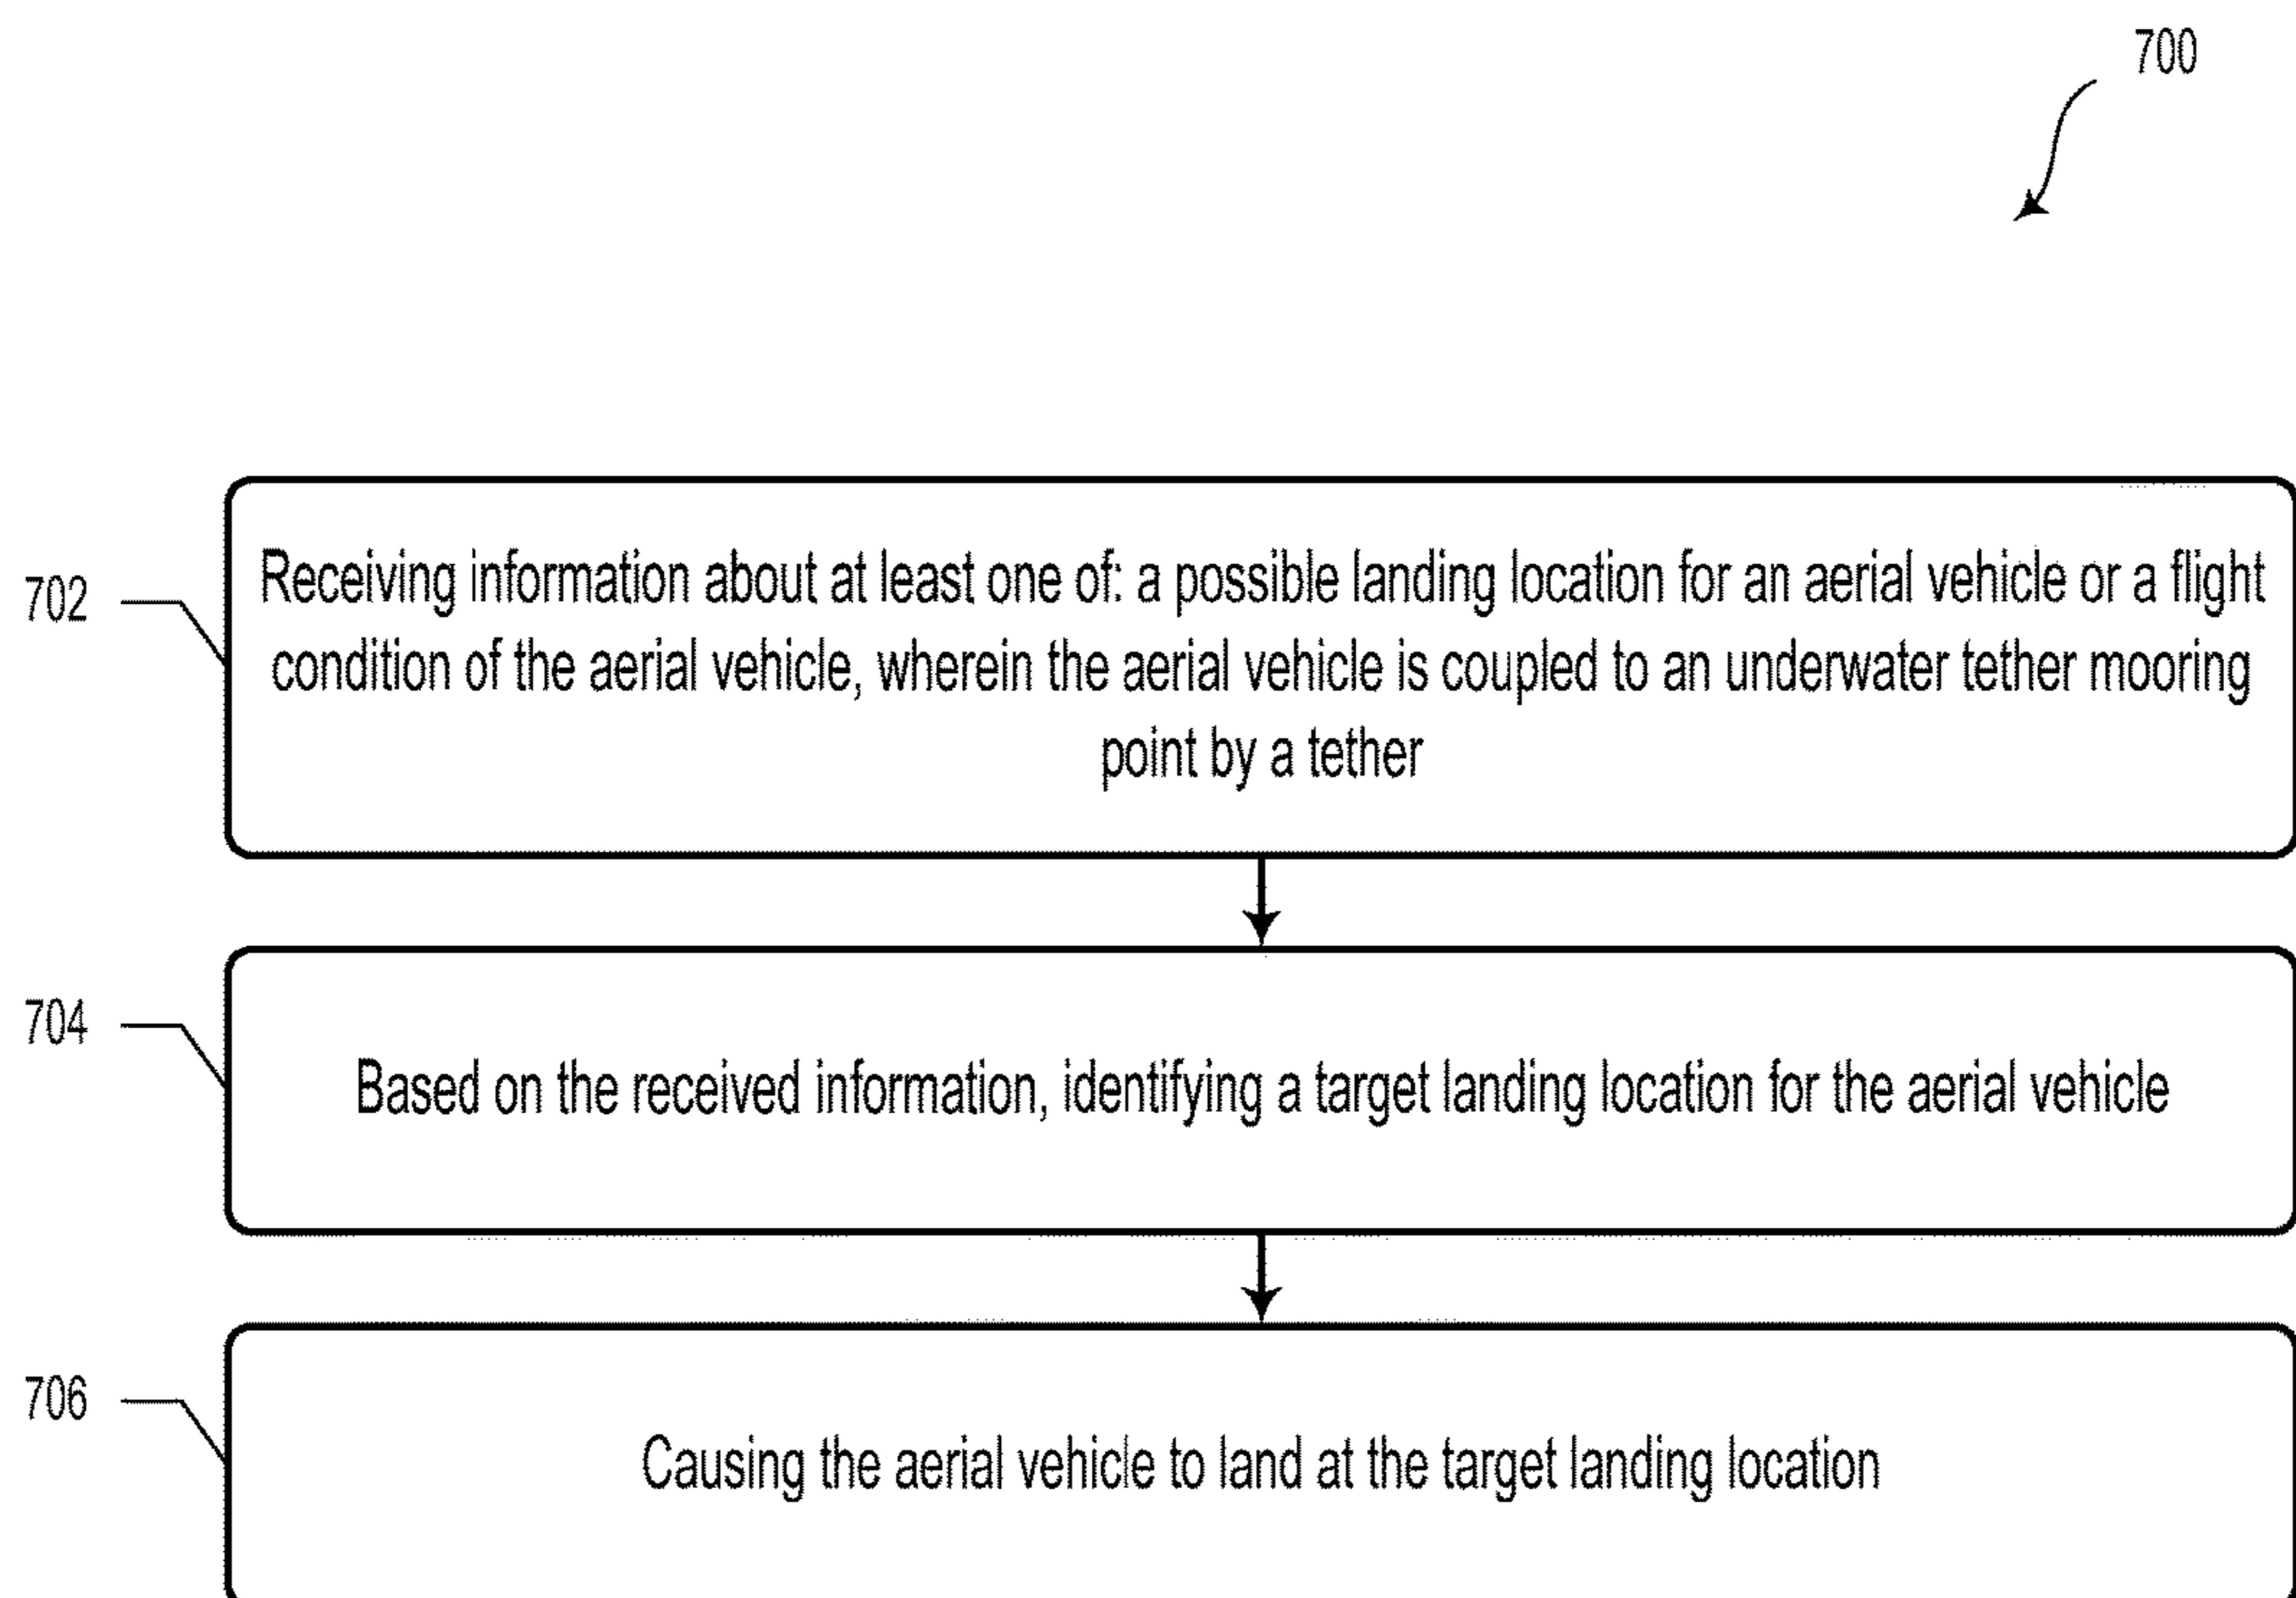 700
702
Receiving information about at least one of: a possible landing location for an aerial vehicle or a flight
condition of the aerial vehicle, wherein the aerial vehicle is coupled to an underwater tether mooring
point by a tether
704
Based on the received information, identifying a target landing location for the aerial vehicle
706
Causing the aerial vehicle to land at the target landing location